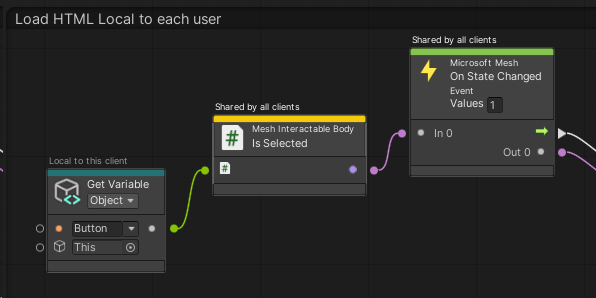 Load HTML Local to each user
Shared by all clients
Microsoft Mesh
On State Changed
Event
Values 1
In 0
Out 0
Shared by all clients
Mesh Interactable Body
Is Selected
#
#
Local to this client
Get Variable
Object
Button
This